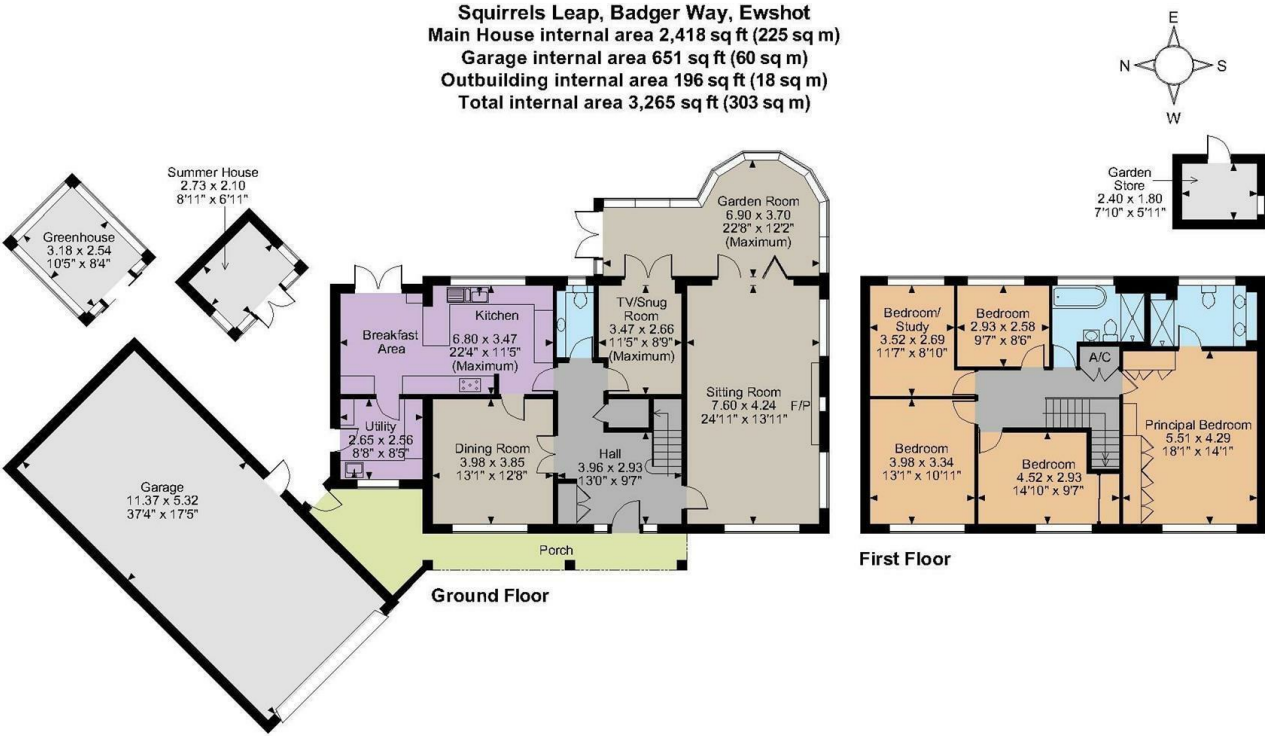 Squirrels Leap, Badger Way, Ewshot
Main House internal area 2,418 sq ft (225 sq m)
Garage internal area 651 sq ft (60 sq m)
Outbuilding internal area 196 sq ft (18 sq m)
Total internal area 3,265 sq ft (303 sq m)
E
N
S
W
Summer House
2.73 x 2.10
8'11" x 6'11"
Greenhouse
3.18 x 2.54
10'5" x 8'4"
Garden
Store
2.40 x 1.80
7'10" x 5'11"
Garden Room
6.90 x 3.70
22'8" x 12'2"
(Maximum)
Breakfast
Area
Kitchen
6.80 x 3.47
22'4" x 11'5"
(Maximum)
TV/Snug
Room
3.47 x 2.66
11'5" x 8'9"
(Maximum)
Sitting Room
7.60 x 4.24
24'11" x 13'11"
F/P
Utility
2.65 x 2.56
8'8" x 8'5"
Dining Room
3.98 x 3.85
13'1" x 12'8"
Hall
3.96 x 2.93
13'0" x 9'7"
Garage
11.37 x 5.32
37'4" x 17'5"
Porch
Ground Floor
Bedroom/
Study
3.52 x 2.69
11'7" x 8'10"
Bedroom
2.93 x 2.58
9'7" x 8'6"
A/C
Principal Bedroom
5.51 x 4.29
18'1" x 14'1"
Bedroom
3.98 x 3.34
13'1" x 10'11"
Bedroom
4.52 x 2.93
14'10" x 9'7"
First Floor